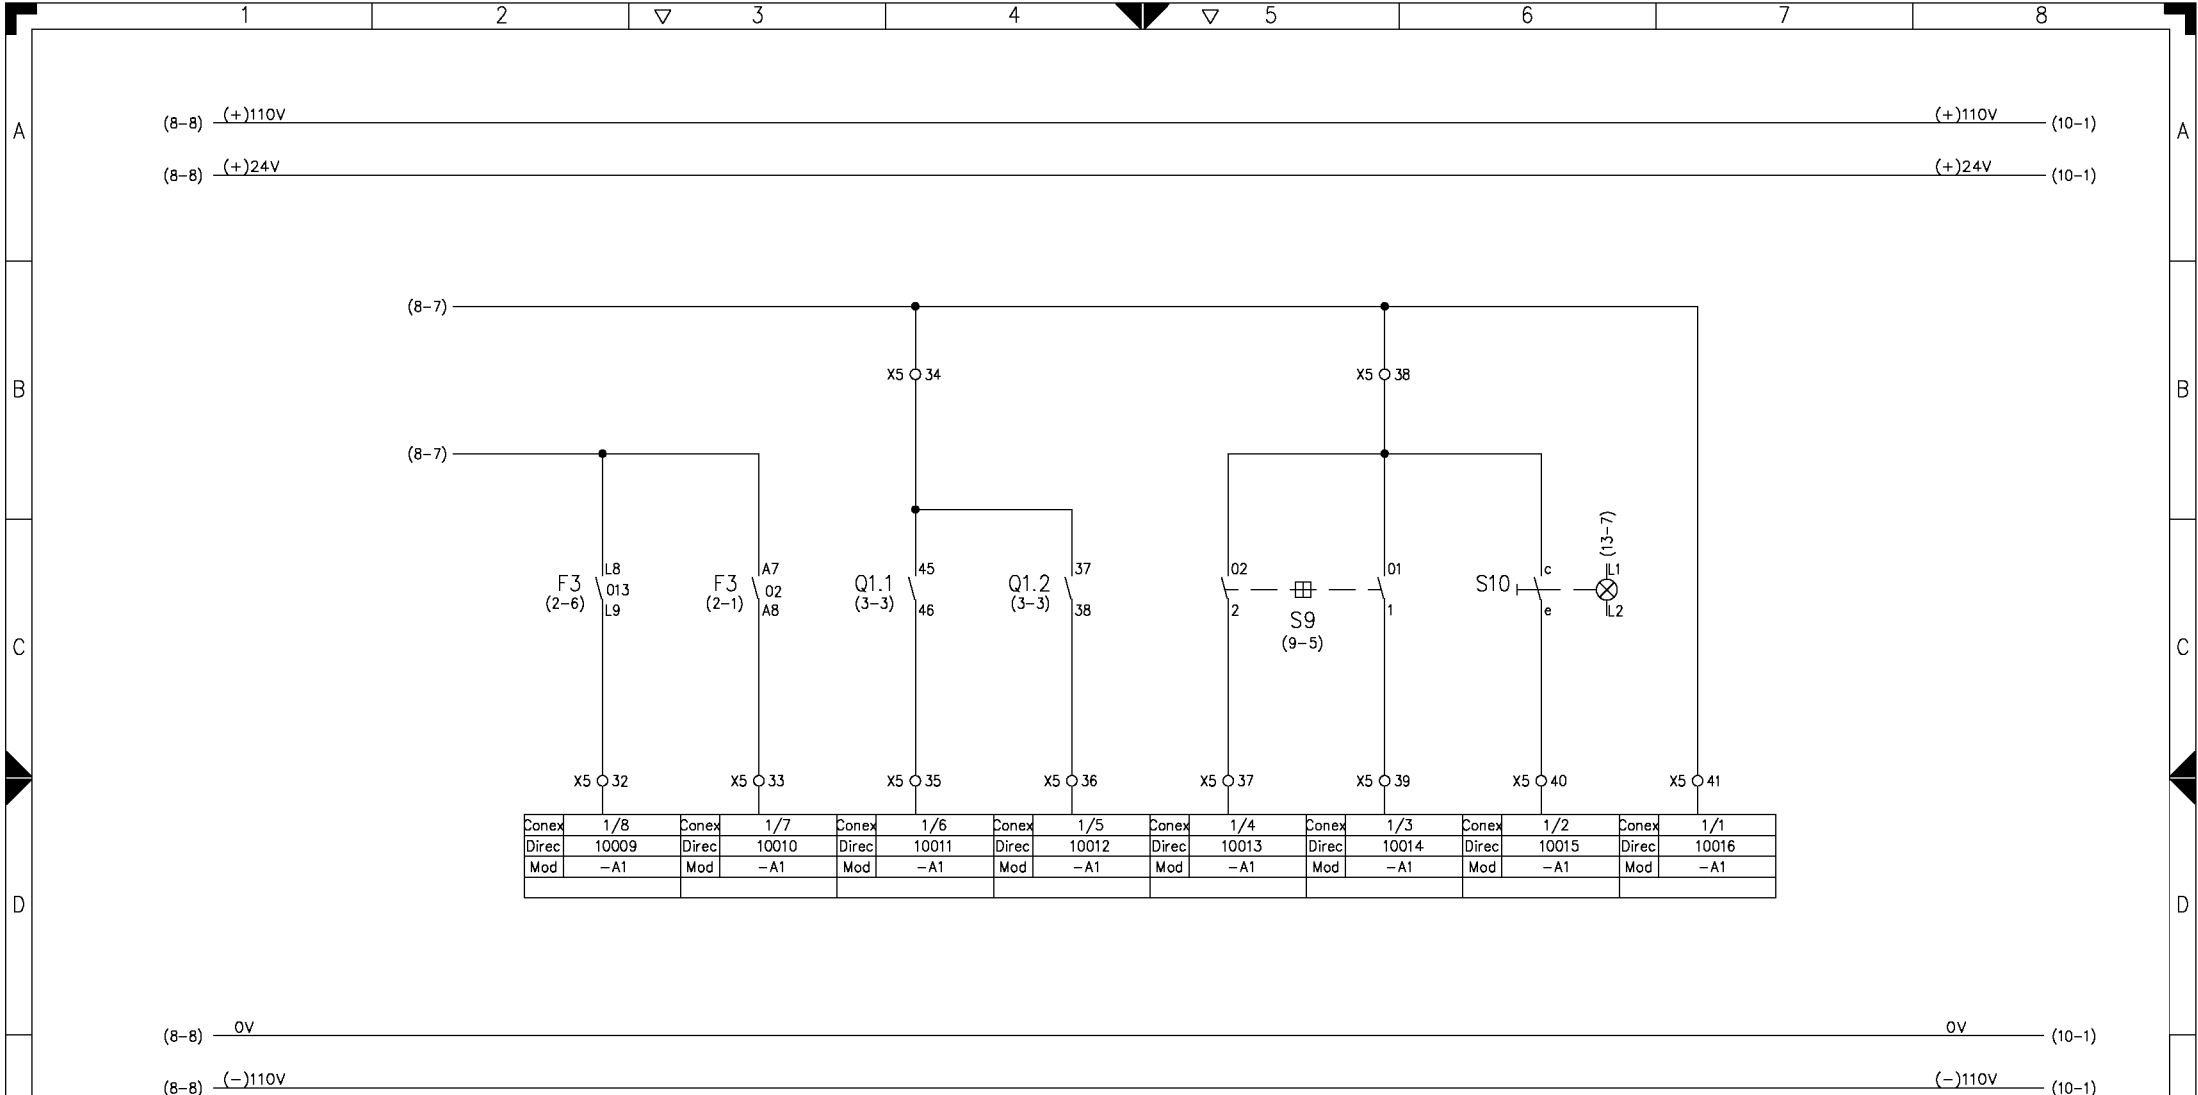 1 2 3 4 5 6 7 8
A A
(8-8) (+)110V (+)110V (10-1)
(8-8) (+)24V (+)24V (10-1)
(8-7)
X5 34 X5 38
B B
(8-7)
(13-7)
L8 A7 45 37 02 01 c L1
F3 013 F3 02 Q1.1 Q1.2 S10
(2-6) L9 (2-1) A8 (3-3) 46 (3-3) 38 2 1 e L2
S9
(9-5)
C C
X5 32 X5 33 X5 35 X5 36 X5 37 X5 39 X5 40 X5 41
Conex 1/8 Conex 1/7 Conex 1/6 Conex 1/5 Conex 1/4 Conex 1/3 Conex 1/2 Conex 1/1
Direc 10009 Direc 10010 Direc 10011 Direc 10012 Direc 10013 Direc 10014 Direc 10015 Direc 10016
Mod -A1 Mod -A1 Mod -A1 Mod -A1 Mod -A1 Mod -A1 Mod -A1 Mod -A1
D D
(8-8) 0V 0V (10-1)
(8-8) (-)110V (-)110V (10-1)